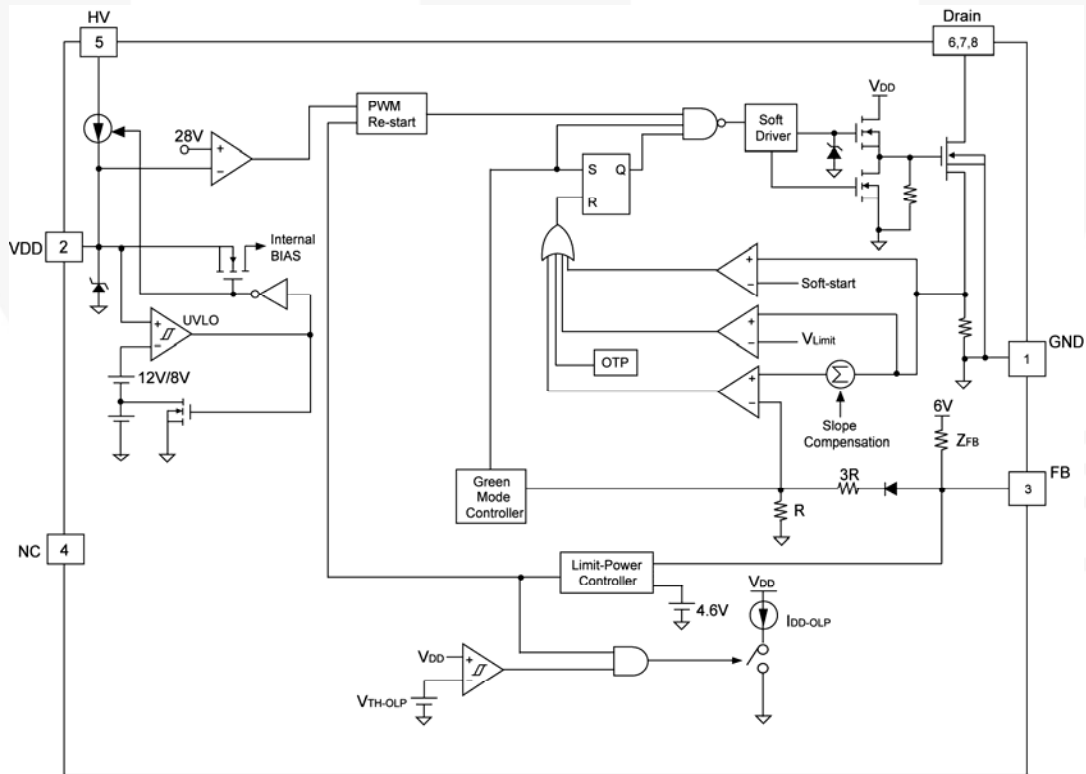 HV
5
Drain
6,7,8
PWM
Re-start
VDD
Soft
Driver
28V
+
−
S
Q
R
VDD
2
Internal
BIAS
UVLO
+
−
12V/8V
+
−
Soft-start
+
−
VLimit
OTP
+
−
Σ
Slope
Compensation
GND
1
6V
ZFB
FB
3
3R
R
Green
Mode
Controller
NC
4
Limit-Power
Controller
4.6V
VDD
IDD-OLP
VDD
+
−
VTH-OLP